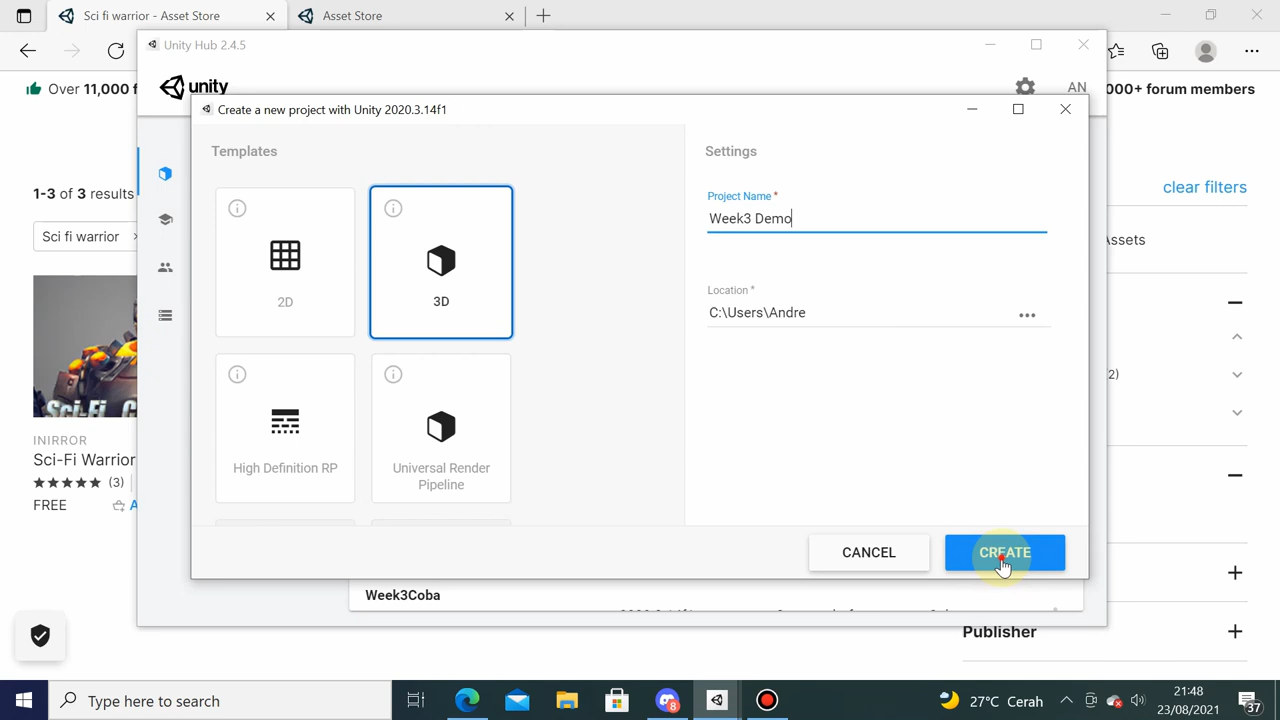 Sci fi warrior - Asset Store
Asset Store
Unity Hub 2.4.5
Over 11,000 f
unity
AN
000+ forum members
Create a new project with Unity 2020.3.14f1
Templates
Settings
1-3 of 3 results
clear filters
Project Name *
Week3 Demo
Sci fi warrior
Assets
2D
3D
Location *
C:\Users\Andre
2)
High Definition RP
Universal Render
Pipeline
Sci-Fi
INIRROR
Sci-Fi Warrior
(3)
FREE
A
CANCEL
CREATE
Week3Coba
Publisher
Type here to search
8
27°C Cerah
21:48
23/08/2021
37